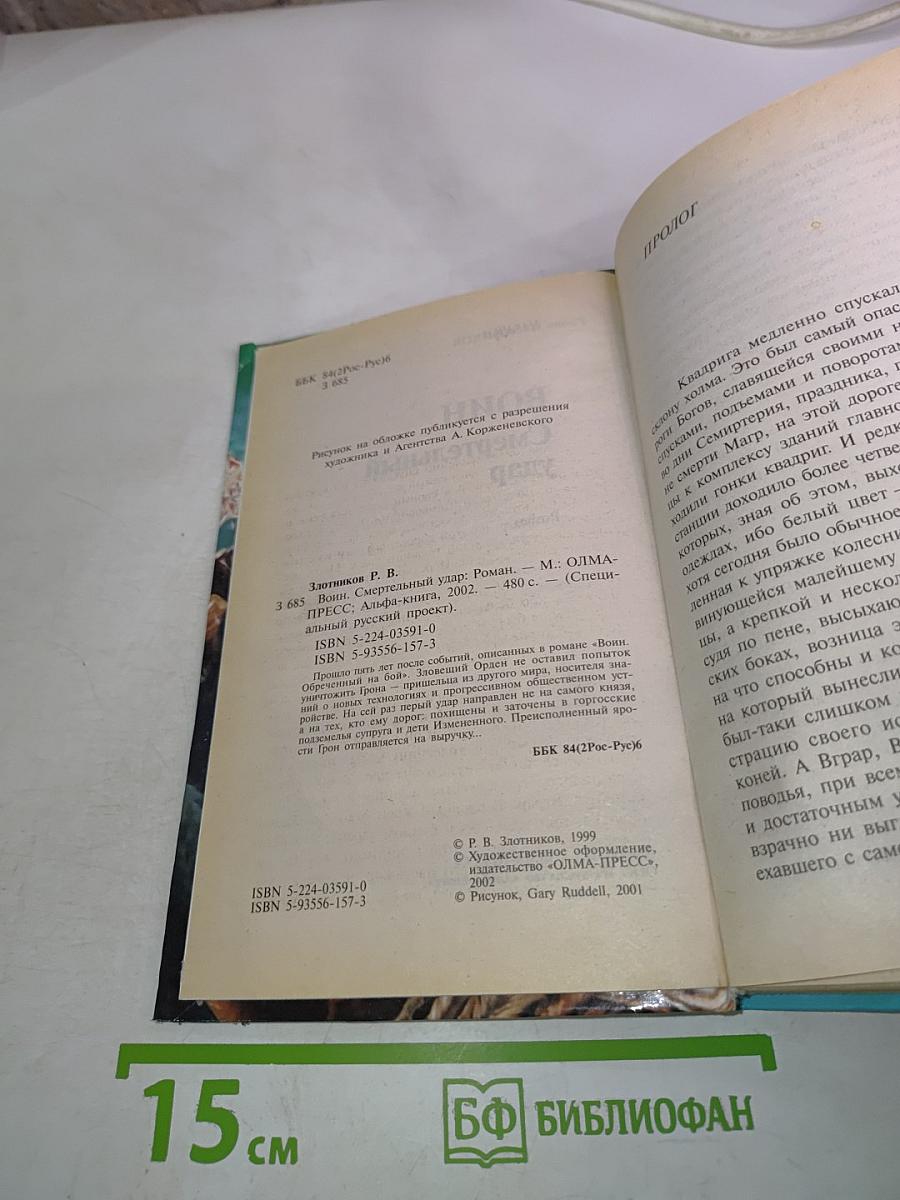 ББК 84(2Рос-Рус)6
З 685
Рисунок на обложке публикуется с разрешения
художника и Агентства А. Корженевского
Злотников Р. В.
З 685 Воин. Смертельный удар: Роман. — М.: ОЛМА-
ПРЕСС; Альфа-книга, 2002. — 480 с. — (Специ-
альный русский проект).
ISBN 5-224-03591-0
ISBN 5-93556-157-3
Прошло пять лет после событий, описанных в романе «Воин.
Обреченный на бой». Зловещий Орден не оставил попыток
уничтожить Грона — пришельца из другого мира, носителя зна-
ний о новых технологиях и прогрессивном общественном уст-
ройстве. На сей раз перый удар направлен не на самого князя,
а на тех, кто ему дорог: похищены и заточены в горгосские
подземелья супруга и дети Измененного. Преисполненный яро-
сти Грон отправляется на выручку...
ББК 84(2Рос-Рус)6
© Р. В. Злотников, 1999
© Художественное оформление,
издательство «ОЛМА-ПРЕСС»,
2002
© Рисунок, Gary Ruddell, 2001
ISBN 5-224-03591-0
ISBN 5-93556-157-3
ПРОЛОГ
Квадрига медленно спускал
склону холма. Это был самый опас
роги Богов, славящейся своими н
спусками, подъемами и поворотам
во дни Семиртерия, праздника, п
не смерти Магр, на этой дороге
цы к комплексу зданий главно
ходили гонки квадриг. И редк
станции доходило более четве
которых, зная об этом, выхо
одеждах, ибо белый цвет —
хотя сегодня было обычное
ленная к упряжке колесни
винующейся малейшему
цы, а крепкой и нескол
судя по пене, высыхаю
ских боках, возница э
на что способны и ко
на который вынесли
был-таки слишком
страцию своего ис
коней. А Вграр, В
поводья, при всем
и достаточным у
взрачно ни выг
ехавшего с само
15 см
БФ БИБЛИОФАН